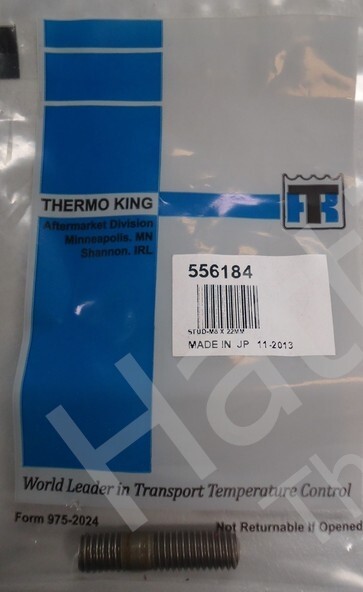 THERMO KING
Aftermarket Division
Minneapolis, MN
Shannon, IRL
TK
556184
STUD-M8 X 22MM
MADE IN JP 11-2013
World Leader in Transport Temperature Control
Form 975-2024
Not Returnable If Opened